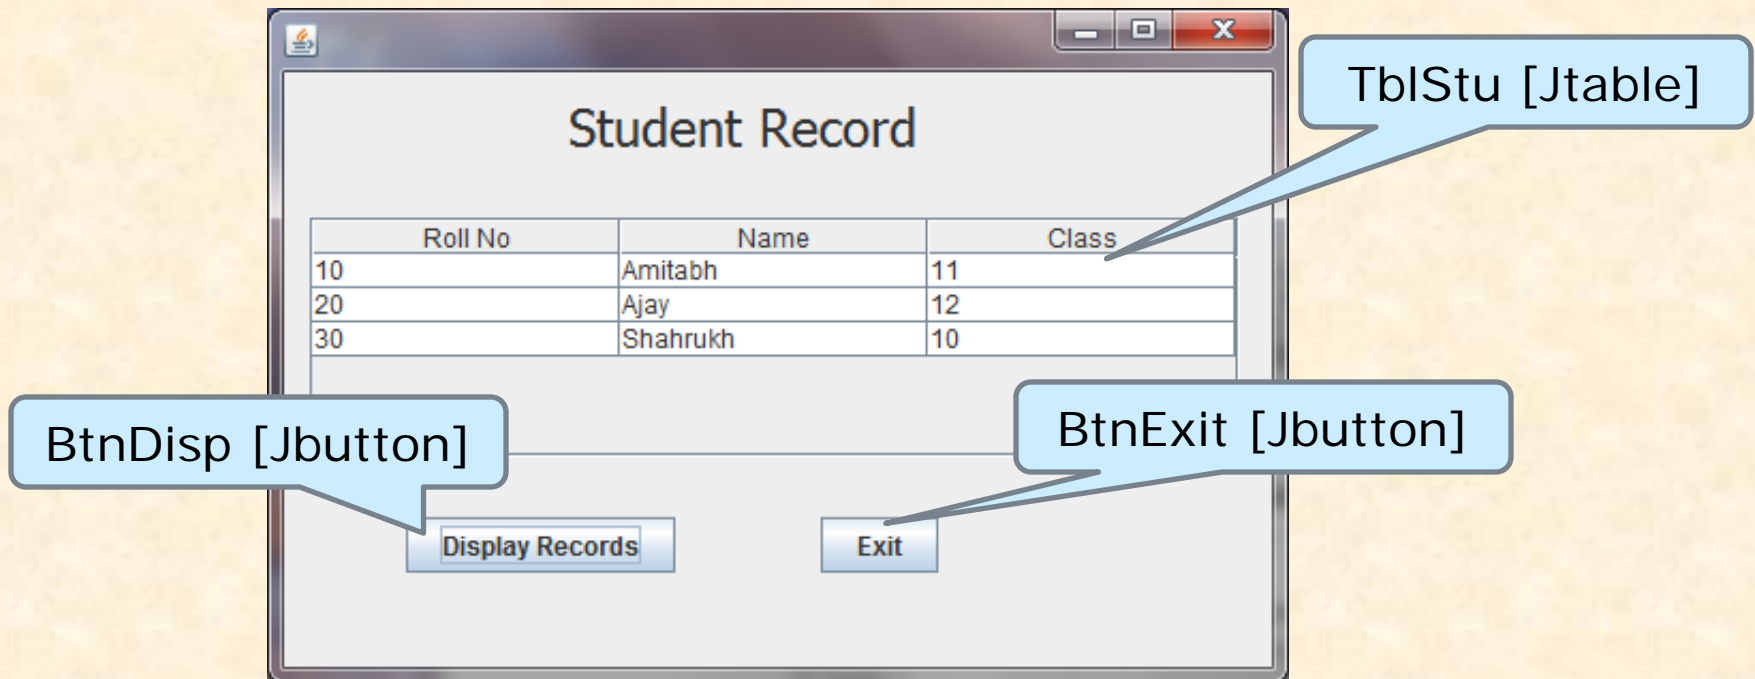 TblStu [Jtable]
Student Record
Roll No Name Class
10 Amitabh 11
20 Ajay 12
30 Shahrukh 10
BtnDisp [Jbutton]
BtnExit [Jbutton]
Display Records Exit